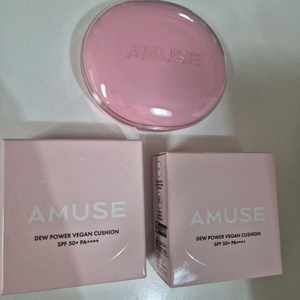 AMUSE
AMUSE
DEW POWER VEGAN CUSHION
SPF 50+ PA++++
AMUSE
DEW POWER VEGAN CUSHION
SPF 50+ PA++++